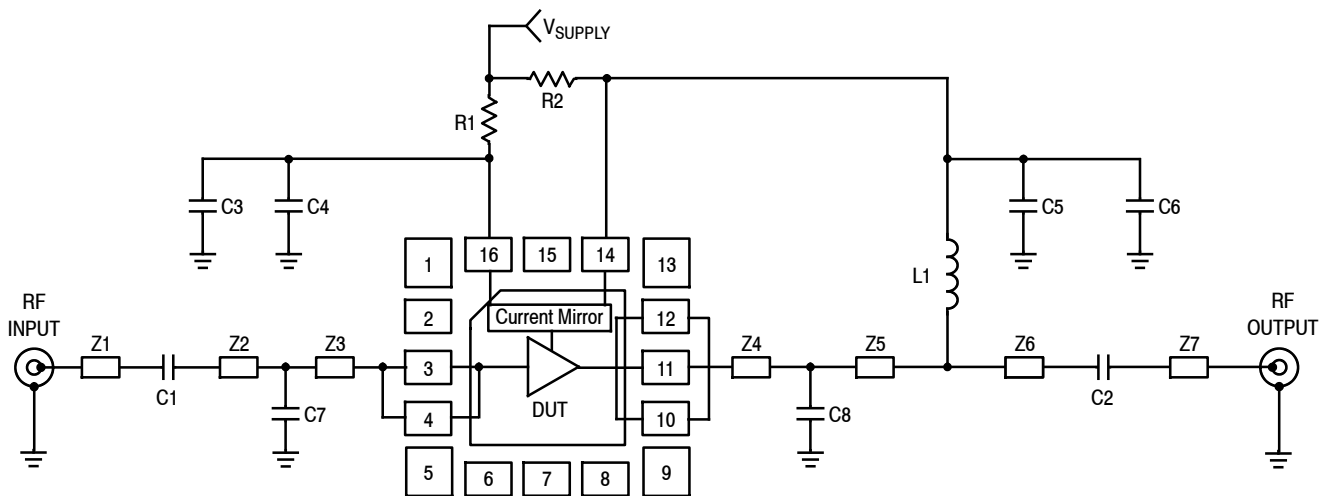 VSUPPLY
R2
R1
C3
C4
C5
C6
L1
1
16
15
14
13
2
Current Mirror
12
RF
INPUT
RF
OUTPUT
Z1
C1
Z2
Z3
3
DUT
11
Z4
Z5
Z6
C2
Z7
C7
4
10
C8
5
6
7
8
9